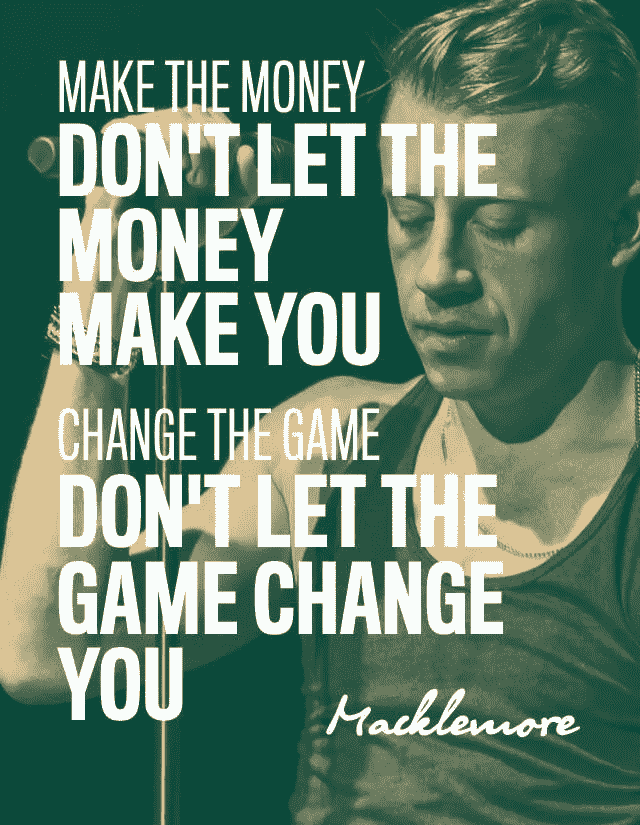 MAKE THE MONEY
DON'T LET THE
MONEY
MAKE YOU
CHANGE THE GAME
DON'T LET THE
GAME CHANGE
YOU
Macklemore